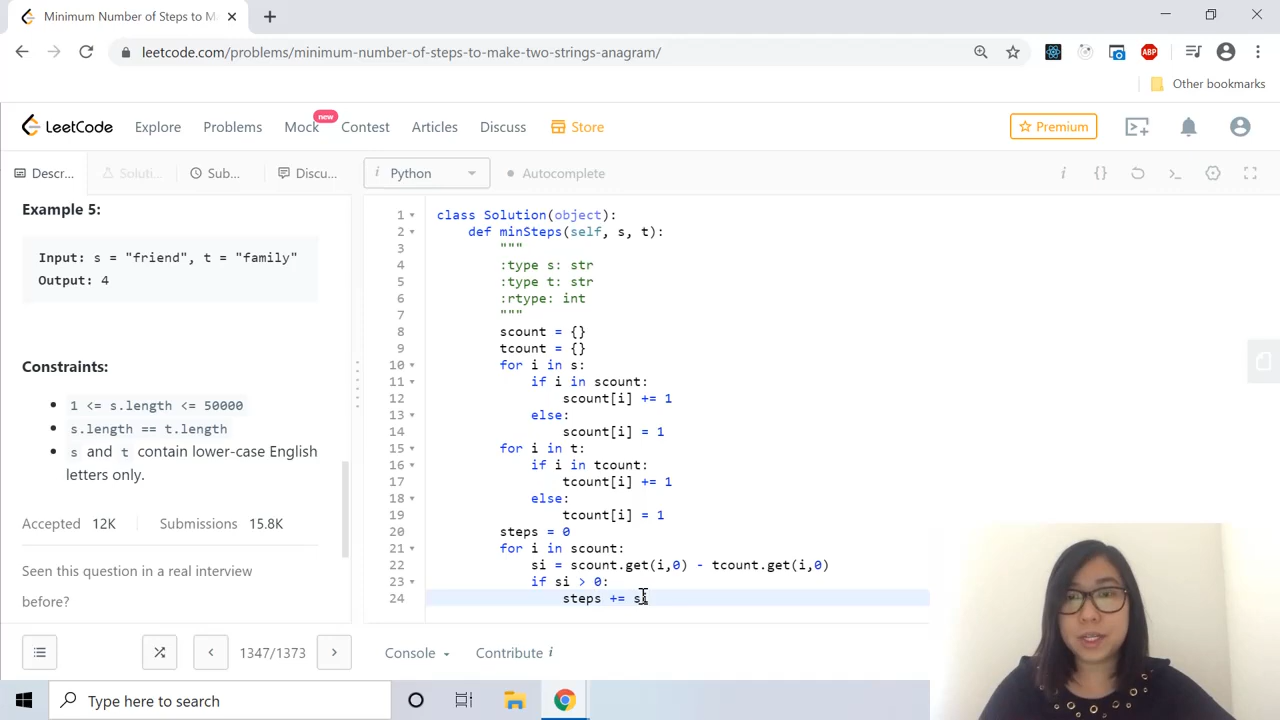 Minimum Number of Steps to M
leetcode.com/problems/minimum-number-of-steps-to-make-two-strings-anagram/
ABP
Other bookmarks
LeetCode
Explore
Problems
Mock
new
Contest
Articles
Discuss
Store
Premium
Descr...
Soluti...
Sub...
Discu...
i Python
Autocomplete
Example 5:
Input: s = "friend", t = "family"
Output: 4
Constraints:
1 <= s.length <= 50000
s.length == t.length
s and t contain lower-case English
letters only.
Accepted 12K
Submissions 15.8K
Seen this question in a real interview
before?
1 class Solution(object):
2 def minSteps(self, s, t):
3 """
4 :type s: str
5 :type t: str
6 :rtype: int
7 """
8 scount = {}
9 tcount = {}
10 for i in s:
11 if i in scount:
12 scount[i] += 1
13 else:
14 scount[i] = 1
15 for i in t:
16 if i in tcount:
17 tcount[i] += 1
18 else:
19 tcount[i] = 1
20 steps = 0
21 for i in scount:
22 si = scount.get(i,0) - tcount.get(i,0)
23 if si > 0:
24 steps += si
1347/1373
Console
Contribute i
Type here to search